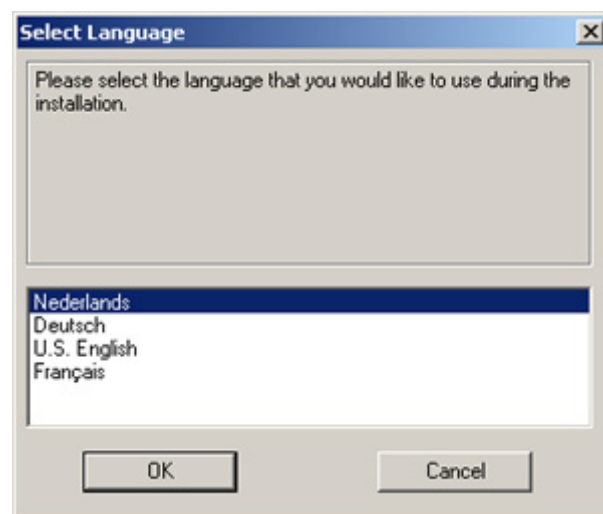 Select Language
Please select the language that you would like to use during the
installation.
Nederlands
Deutsch
U.S. English
Français
OK
Cancel